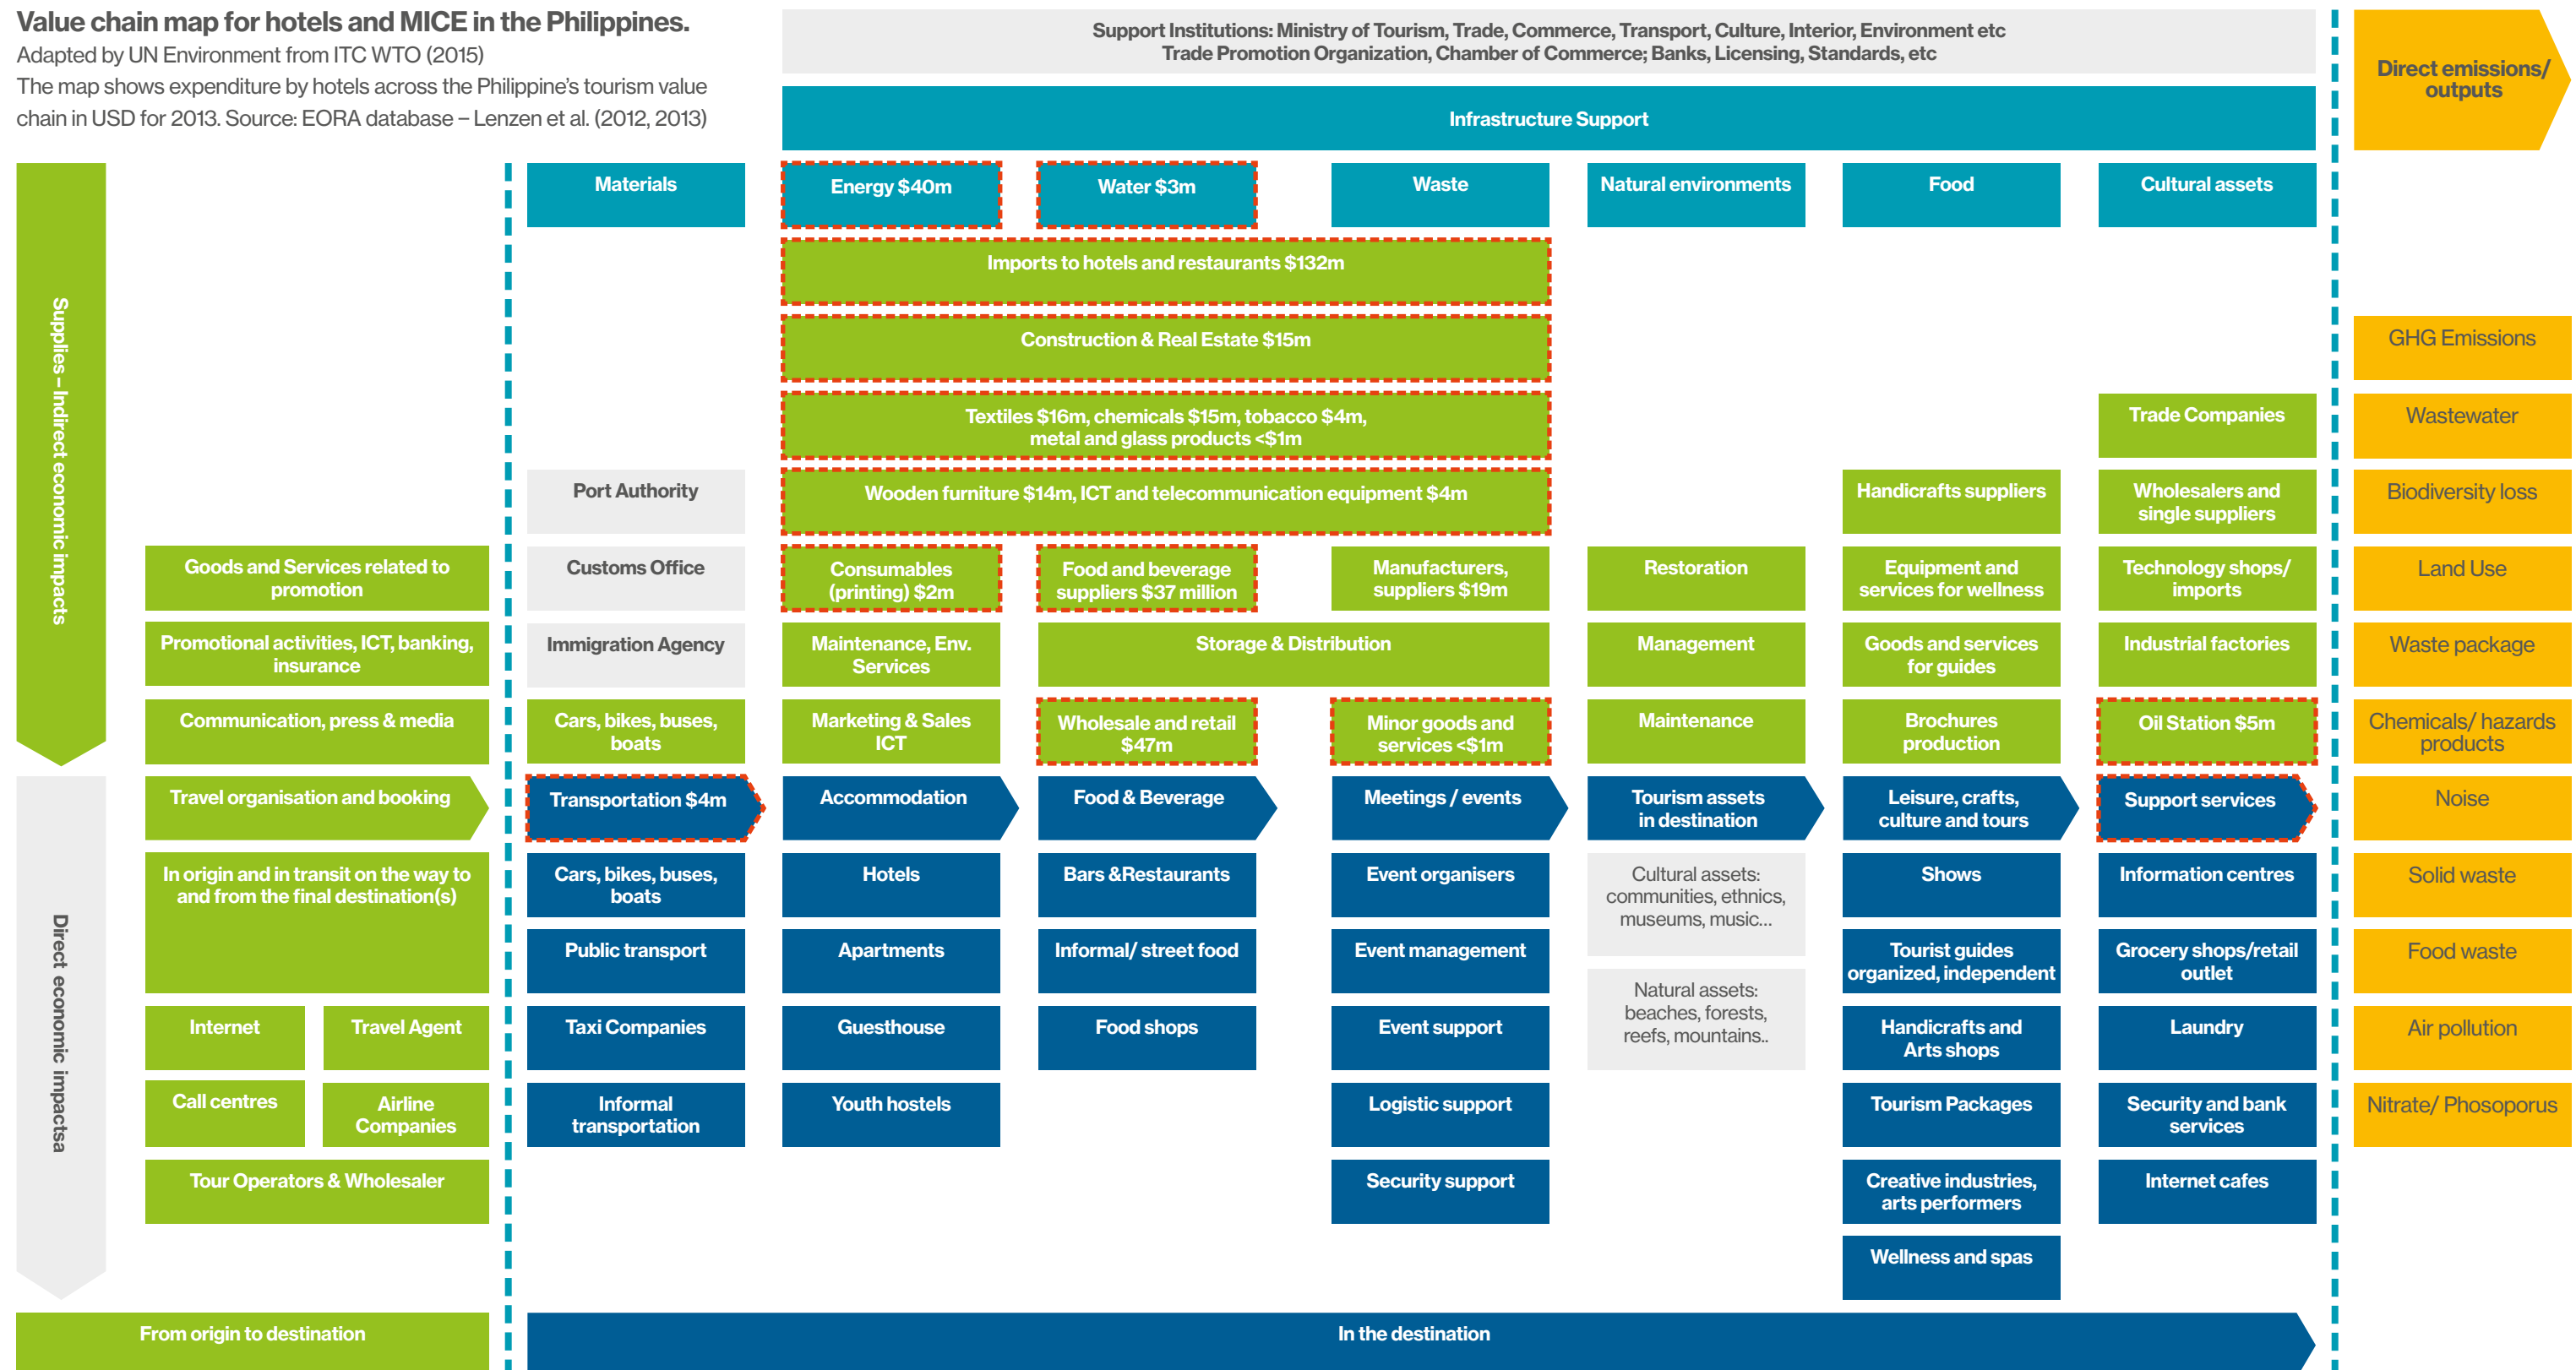 Value chain map for hotels and MICE in the Philippines.
Adapted by UN Environment from ITC WTO (2015)
The map shows expenditure by hotels across the Philippine's tourism value
chain in USD for 2013. Source: EORA database – Lenzen et al. (2012, 2013)
Support Institutions: Ministry of Tourism, Trade, Commerce, Transport, Culture, Interior, Environment etc
Trade Promotion Organization, Chamber of Commerce; Banks, Licensing, Standards, etc
Infrastructure Support
Direct emissions/
outputs
Supplies – Indirect economic impacts
Materials
Energy $40m
Water $3m
Waste
Natural environments
Food
Cultural assets
Imports to hotels and restaurants $132m
Construction & Real Estate $15m
GHG Emissions
Textiles $16m, chemicals $15m, tobacco $4m,
metal and glass products <$1m
Trade Companies
Wastewater
Port Authority
Wooden furniture $14m, ICT and telecommunication equipment $4m
Handicrafts suppliers
Wholesalers and
single suppliers
Biodiversity loss
Goods and Services related to
promotion
Customs Office
Consumables
(printing) $2m
Food and beverage
suppliers $37 million
Manufacturers,
suppliers $19m
Restoration
Equipment and
services for wellness
Technology shops/
imports
Land Use
Promotional activities, ICT, banking,
insurance
Immigration Agency
Maintenance, Env.
Services
Storage & Distribution
Management
Goods and services
for guides
Industrial factories
Waste package
Communication, press & media
Cars, bikes, buses,
boats
Marketing & Sales
ICT
Wholesale and retail
$47m
Minor goods and
services <$1m
Maintenance
Brochures
production
Oil Station $5m
Chemicals/ hazards
products
Direct economic impactsa
Travel organisation and booking
Transportation $4m
Accommodation
Food & Beverage
Meetings / events
Tourism assets
in destination
Leisure, crafts,
culture and tours
Support services
Noise
In origin and in transit on the way to
and from the final destination(s)
Cars, bikes, buses,
boats
Hotels
Bars &Restaurants
Event organisers
Cultural assets:
communities, ethnics,
museums, music...
Shows
Information centres
Solid waste
Public transport
Apartments
Informal/ street food
Event management
Natural assets:
beaches, forests,
reefs, mountains..
Tourist guides
organized, independent
Grocery shops/retail
outlet
Food waste
Internet
Travel Agent
Taxi Companies
Guesthouse
Food shops
Event support
Handicrafts and
Arts shops
Laundry
Air pollution
Call centres
Airline
Companies
Informal
transportation
Youth hostels
Logistic support
Tourism Packages
Security and bank
services
Nitrate/ Phosoporus
Tour Operators & Wholesaler
Security support
Creative industries,
arts performers
Internet cafes
Wellness and spas
From origin to destination
In the destination